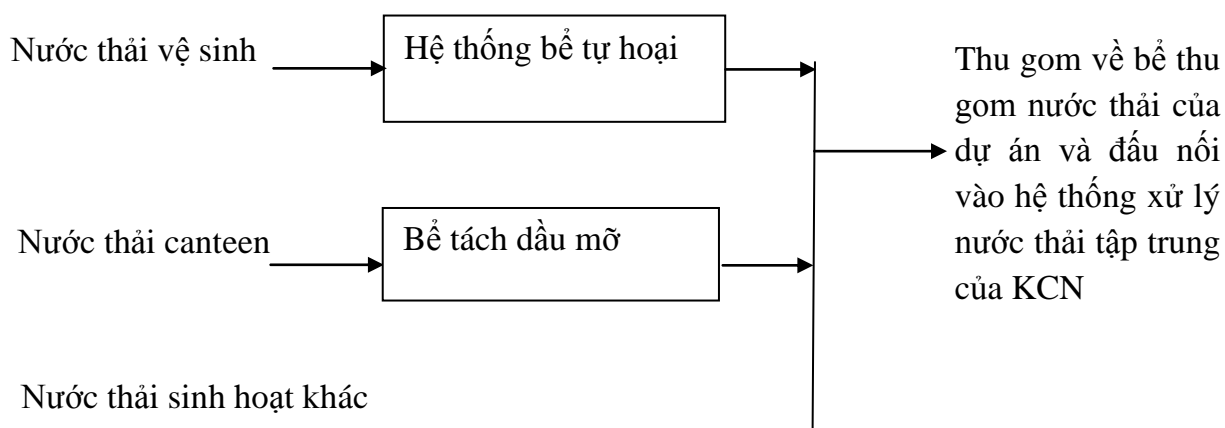 Nước thải vệ sinh
Hệ thống bể tự hoại
Nước thải canteen
Bể tách dầu mỡ
Nước thải sinh hoạt khác
Thu gom về bể thu
gom nước thải của
dự án và đấu nối
vào hệ thống xử lý
nước thải tập trung
của KCN